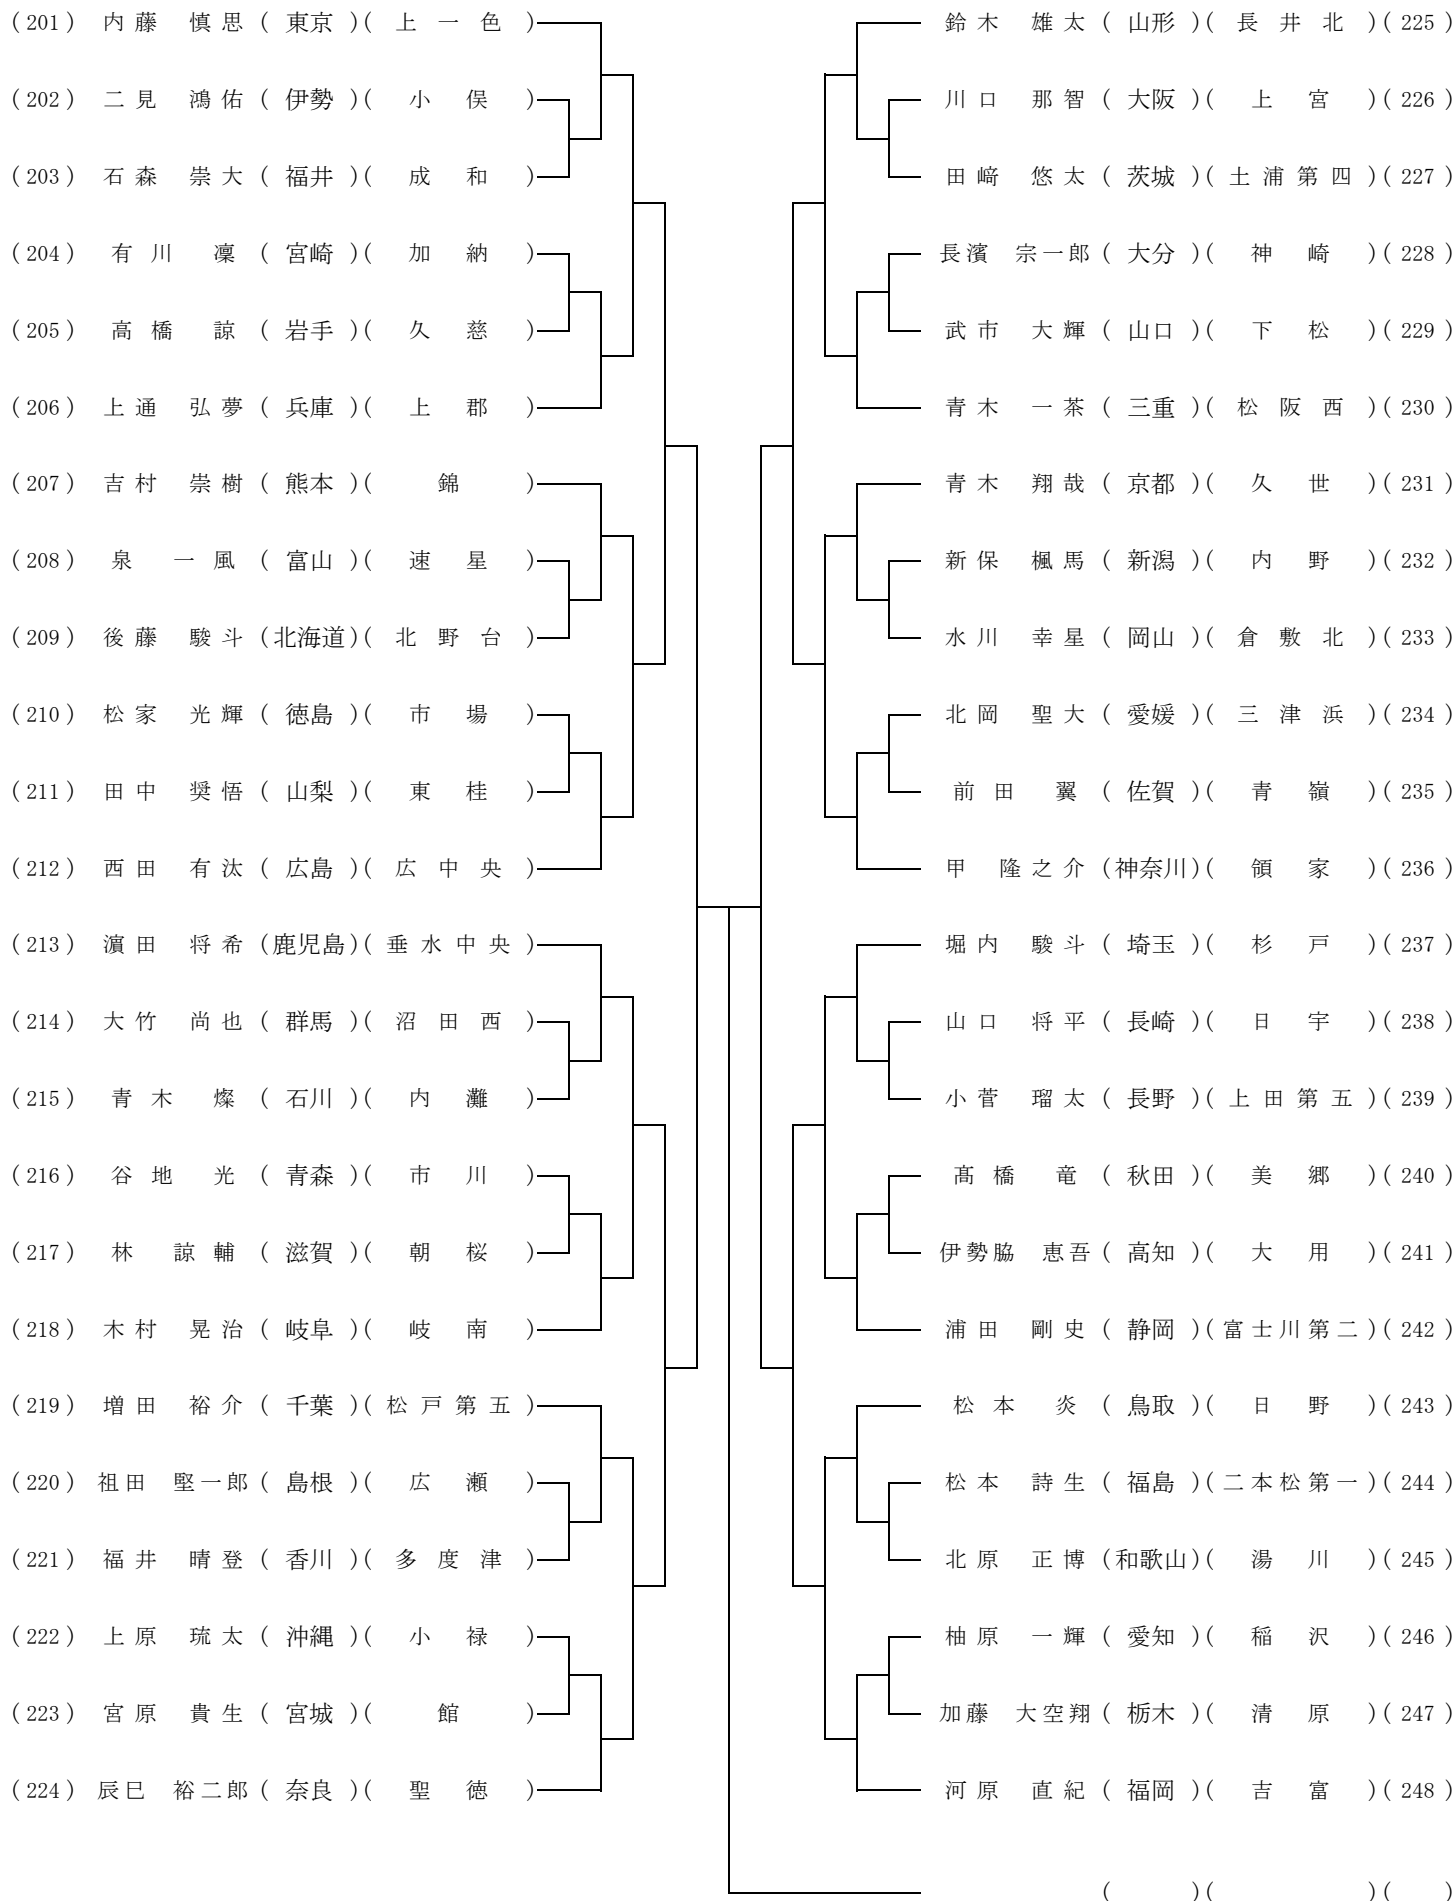 (201) 内藤 慎思 (東京)(上一色)
(202) 二見 鴻佑 (伊勢)(小俣)
(203) 石森 崇大 (福井)(成和)
(204) 有川 凜 (宮崎)(加納)
(205) 高橋 諒 (岩手)(久慈)
(206) 上通 弘夢 (兵庫)(上郡)
(207) 吉村 崇樹 (熊本)(錦)
(208) 泉 一風 (富山)(速星)
(209) 後藤 駿斗 (北海道)(北野台)
(210) 松家 光輝 (徳島)(市場)
(211) 田中 奨悟 (山梨)(東桂)
(212) 西田 有汰 (広島)(広中央)
(213) 濵田 将希 (鹿児島)(垂水中央)
(214) 大竹 尚也 (群馬)(沼田西)
(215) 青木 燦 (石川)(内灘)
(216) 谷地 光 (青森)(市川)
(217) 林 諒輔 (滋賀)(朝桜)
(218) 木村 晃治 (岐阜)(岐南)
(219) 増田 裕介 (千葉)(松戸第五)
(220) 祖田 堅一郎 (島根)(広瀬)
(221) 福井 晴登 (香川)(多度津)
(222) 上原 琉太 (沖縄)(小禄)
(223) 宮原 貴生 (宮城)(館)
(224) 辰巳 裕二郎 (奈良)(聖徳)
鈴木 雄太 (山形)(長井北)(225)
川口 那智 (大阪)(上宮)(226)
田﨑 悠太 (茨城)(土浦第四)(227)
長濱 宗一郎 (大分)(神崎)(228)
武市 大輝 (山口)(下松)(229)
青木 一茶 (三重)(松阪西)(230)
青木 翔哉 (京都)(久世)(231)
新保 楓馬 (新潟)(内野)(232)
水川 幸星 (岡山)(倉敷北)(233)
北岡 聖大 (愛媛)(三津浜)(234)
前田 翼 (佐賀)(青嶺)(235)
甲 隆之介 (神奈川)(領家)(236)
堀内 駿斗 (埼玉)(杉戸)(237)
山口 将平 (長崎)(日宇)(238)
小菅 瑠太 (長野)(上田第五)(239)
髙橋 竜 (秋田)(美郷)(240)
伊勢脇 恵吾 (高知)(大用)(241)
浦田 剛史 (静岡)(富士川第二)(242)
松本 炎 (鳥取)(日野)(243)
松本 詩生 (福島)(二本松第一)(244)
北原 正博 (和歌山)(湯川)(245)
柚原 一輝 (愛知)(稲沢)(246)
加藤 大空翔 (栃木)(清原)(247)
河原 直紀 (福岡)(吉富)(248)
( )( )( )